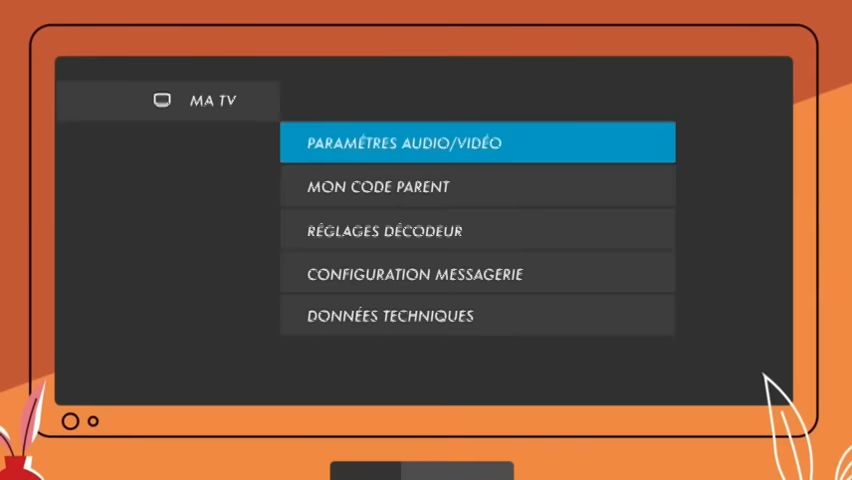 MA TV
PARAMÈTRES AUDIO/VIDÉO
MON CODE PARENT
RÉGLAGES DÉCODEUR
CONFIGURATION MESSAGERIE
DONNÉES TECHNIQUES